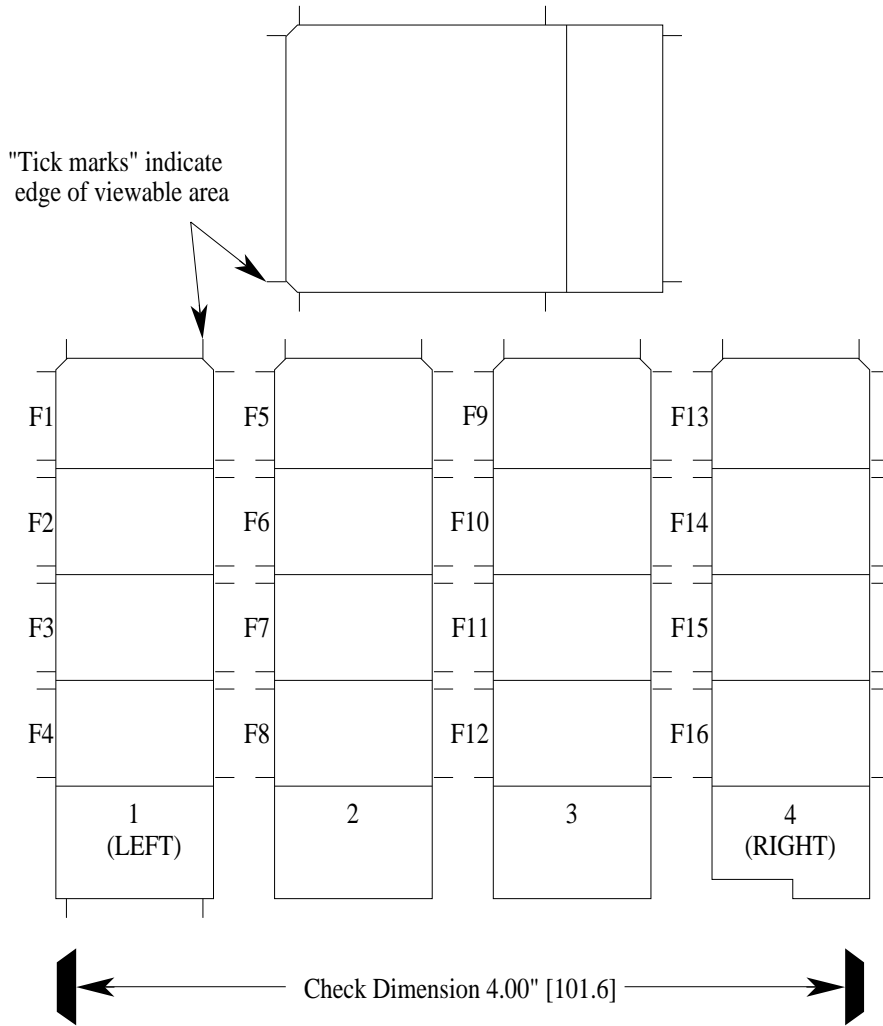 "Tick marks" indicate
edge of viewable area
F1
F5
F9
F13
F2
F6
F10
F14
F3
F7
F11
F15
F4
F8
F12
F16
1
(LEFT)
2
3
4
(RIGHT)
Check Dimension 4.00" [101.6]